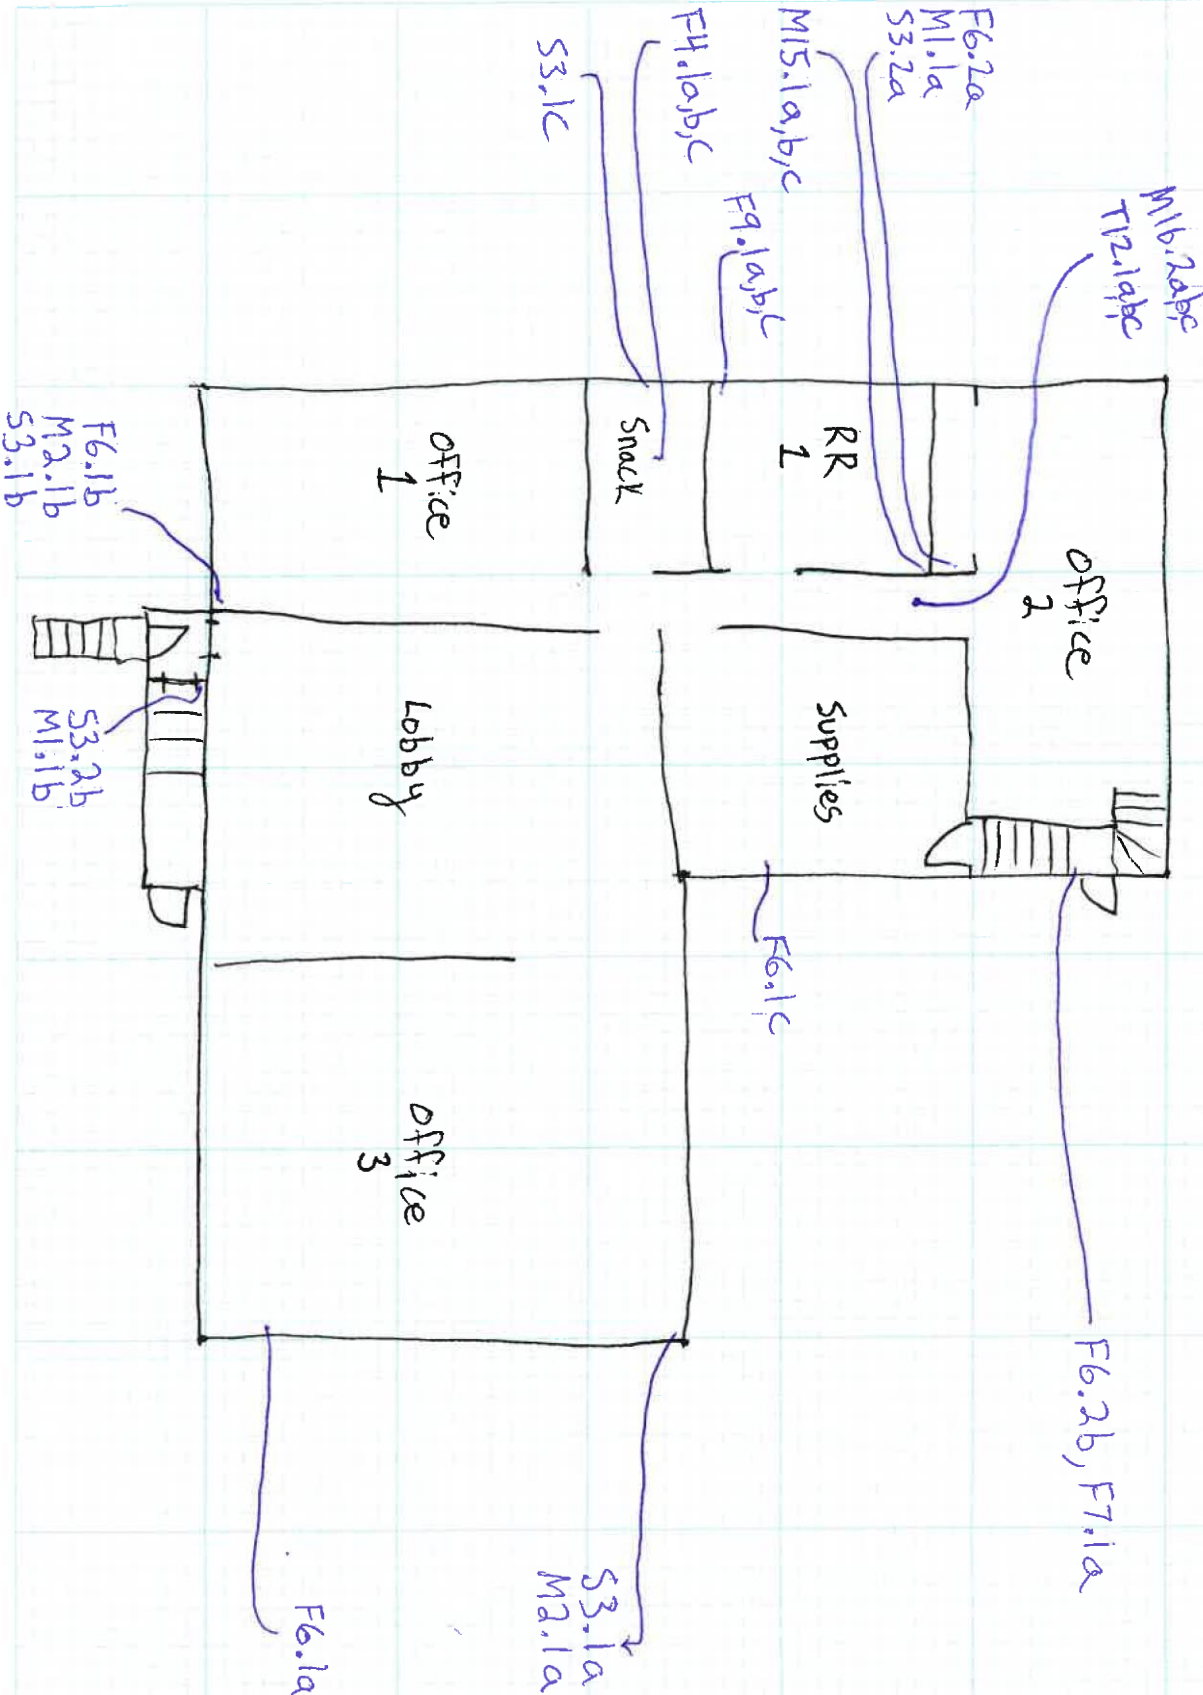 M16.2abc
T12.1abc
F6.2a
M1.1a
S3.2a
M15.1a,b,c
F4.1a,b,c
S3.1c
F9.1a,b,c
Office
2
RR
1
Snack
Office
1
Supplies
Lobby
Office
3
F6.1b
M2.1b
S3.1b
S3.2b
M1.1b
F6.1c
F6.2b, F7.1a
S3.1a
M2.1a
F6.1a